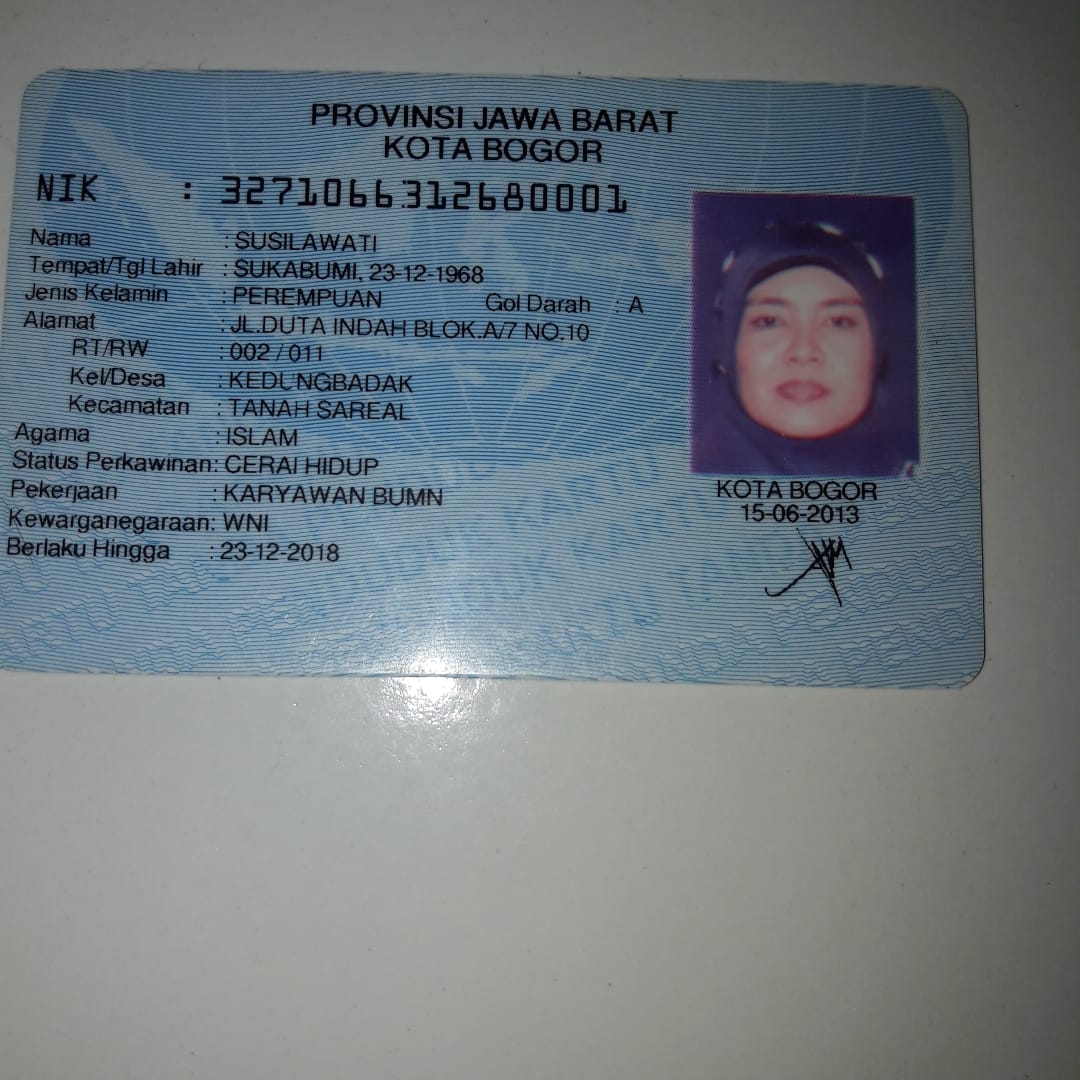 PROVINSI JAWA BARAT
KOTA BOGOR
NIK : 3271066312680001
Nama : SUSILAWATI
Tempat/Tgl Lahir : SUKABUMI, 23-12-1968
Jenis Kelamin : PEREMPUAN Gol Darah : A
Alamat : JL.DUTA INDAH BLOK.A/7 NO.10
RT/RW : 002 / 011
Kel/Desa : KEDUNGBADAK
Kecamatan : TANAH SAREAL
Agama : ISLAM
Status Perkawinan: CERAI HIDUP
Pekerjaan : KARYAWAN BUMN
Kewarganegaraan: WNI
Berlaku Hingga : 23-12-2018
KOTA BOGOR
15-06-2013